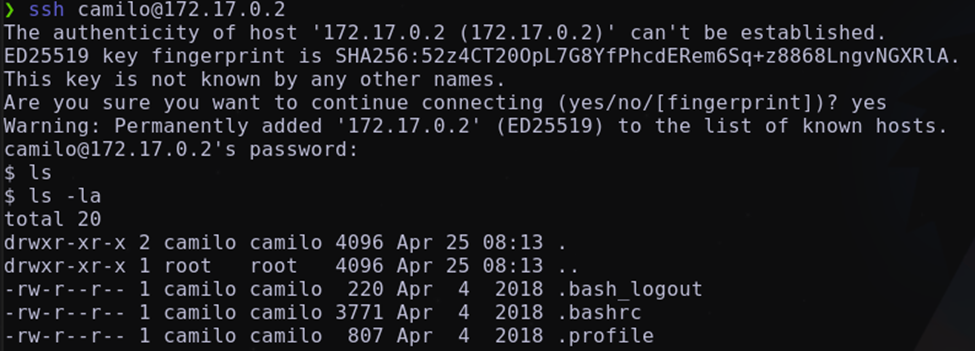 ❯ ssh camilo@172.17.0.2
The authenticity of host '172.17.0.2 (172.17.0.2)' can't be established.
ED25519 key fingerprint is SHA256:52z4CT20OpL7G8YfPhcdERem6Sq+z8868LngvNGXRlA.
This key is not known by any other names.
Are you sure you want to continue connecting (yes/no/[fingerprint])? yes
Warning: Permanently added '172.17.0.2' (ED25519) to the list of known hosts.
camilo@172.17.0.2's password:
$ ls
$ ls -la
total 20
drwxr-xr-x 2 camilo camilo 4096 Apr 25 08:13 .
drwxr-xr-x 1 root   root   4096 Apr 25 08:13 ..
-rw-r--r-- 1 camilo camilo  220 Apr  4  2018 .bash_logout
-rw-r--r-- 1 camilo camilo 3771 Apr  4  2018 .bashrc
-rw-r--r-- 1 camilo camilo  807 Apr  4  2018 .profile